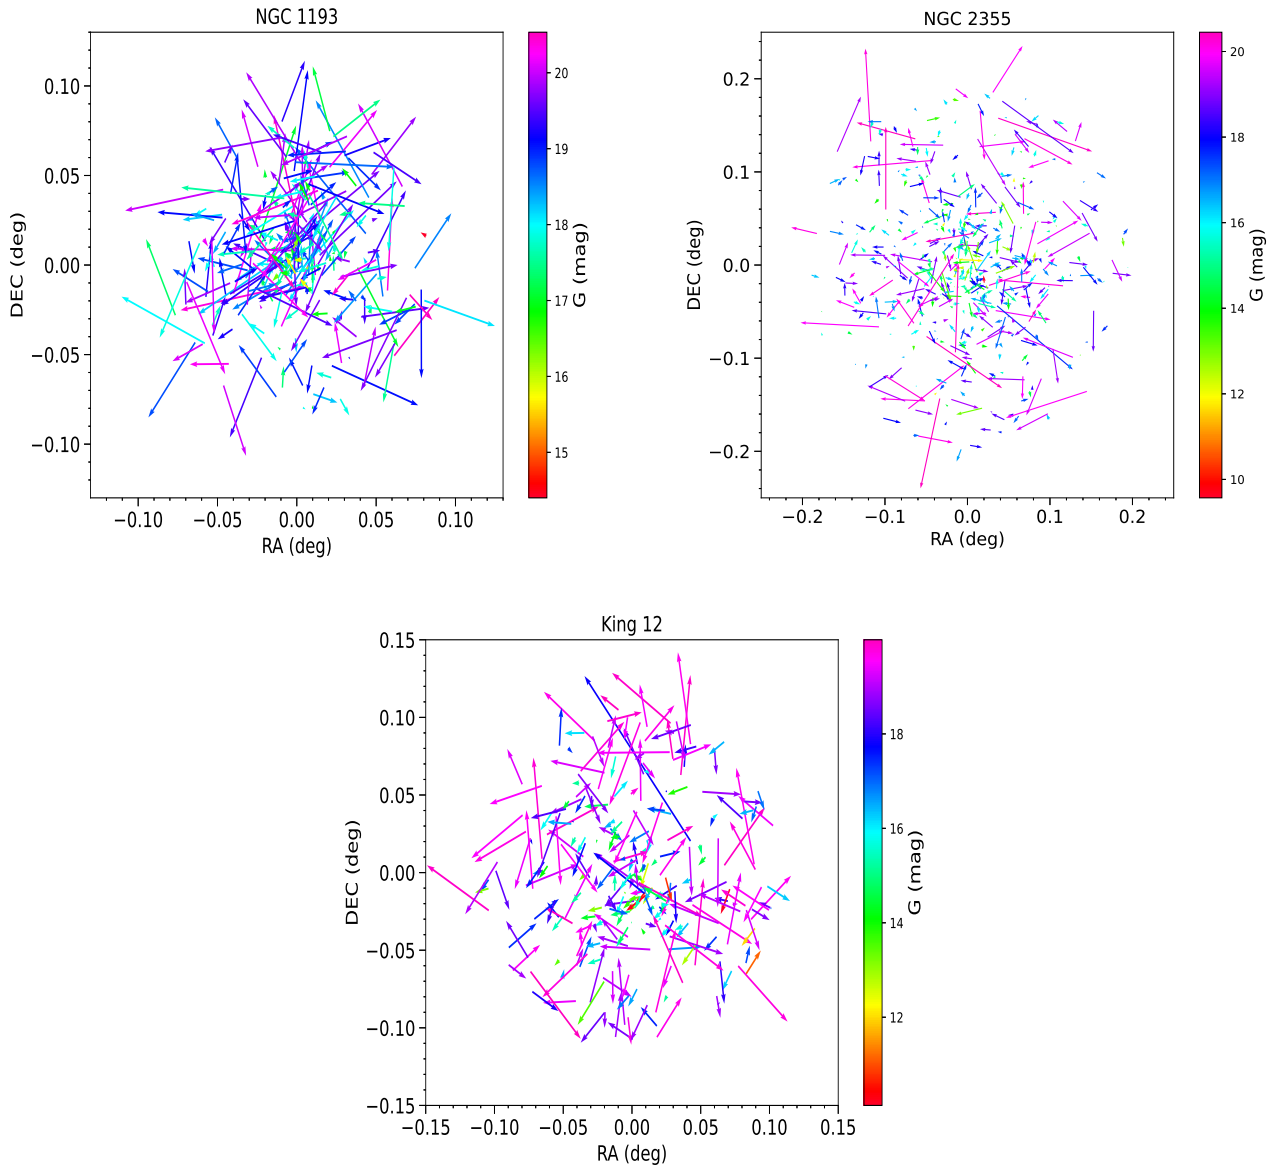 NGC 1193
0.10
0.05
0.00
−0.05
−0.10
DEC (deg)
−0.10 −0.05 0.00 0.05 0.10
RA (deg)
20
19
18
17
16
15
G (mag)
NGC 2355
0.2
0.1
0.0
−0.1
−0.2
DEC (deg)
−0.2 −0.1 0.0 0.1 0.2
RA (deg)
20
18
16
14
12
10
G (mag)
King 12
0.15
0.10
0.05
0.00
−0.05
−0.10
−0.15
DEC (deg)
−0.15 −0.10 −0.05 0.00 0.05 0.10 0.15
RA (deg)
18
16
14
12
G (mag)